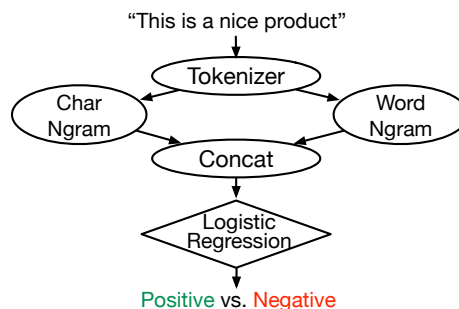 “This is a nice product”
Tokenizer
Char
Ngram
Word
Ngram
Concat
Logistic
Regression
Positive vs. Negative